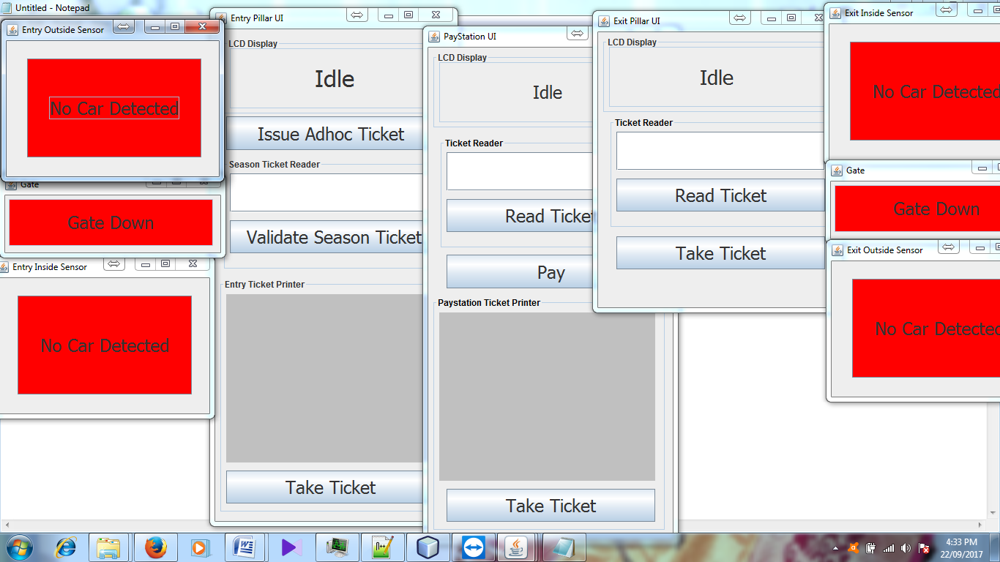 Untitled - Notepad
Entry Outside Sensor
No Car Detected
Gate
Gate Down
Entry Inside Sensor
No Car Detected
Entry Pillar UI
LCD Display
Idle
Issue Adhoc Ticket
Season Ticket Reader
Validate Season Ticket
Entry Ticket Printer
Take Ticket
PayStation UI
LCD Display
Idle
Ticket Reader
Read Ticket
Pay
Paystation Ticket Printer
Take Ticket
Exit Pillar UI
LCD Display
Idle
Ticket Reader
Read Ticket
Take Ticket
Exit Inside Sensor
No Car Detected
Gate
Gate Down
Exit Outside Sensor
No Car Detected
4:33 PM
22/09/2017